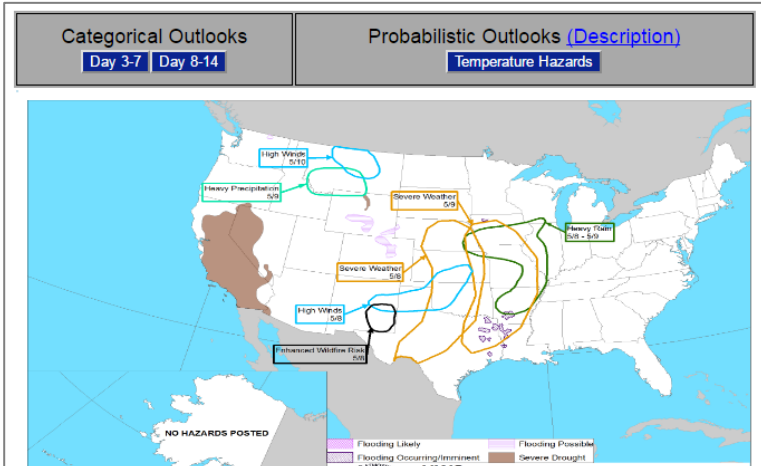 Categorical Outlooks
Probabilistic Outlooks (Description)
Day 3-7 Day 8-14
Temperature Hazards
High Winds
5/10
Heavy Precipitation
5/9
Severe Weather
5/9
Heavy Rain
5/8 - 5/9
Severe Weather
5/8
High Winds
5/8
Enhanced Wildfire Risk
5/8
NO HAZARDS POSTED
Flooding Likely
Flooding Possible
Flooding Occurring/Imminent
Severe Drought